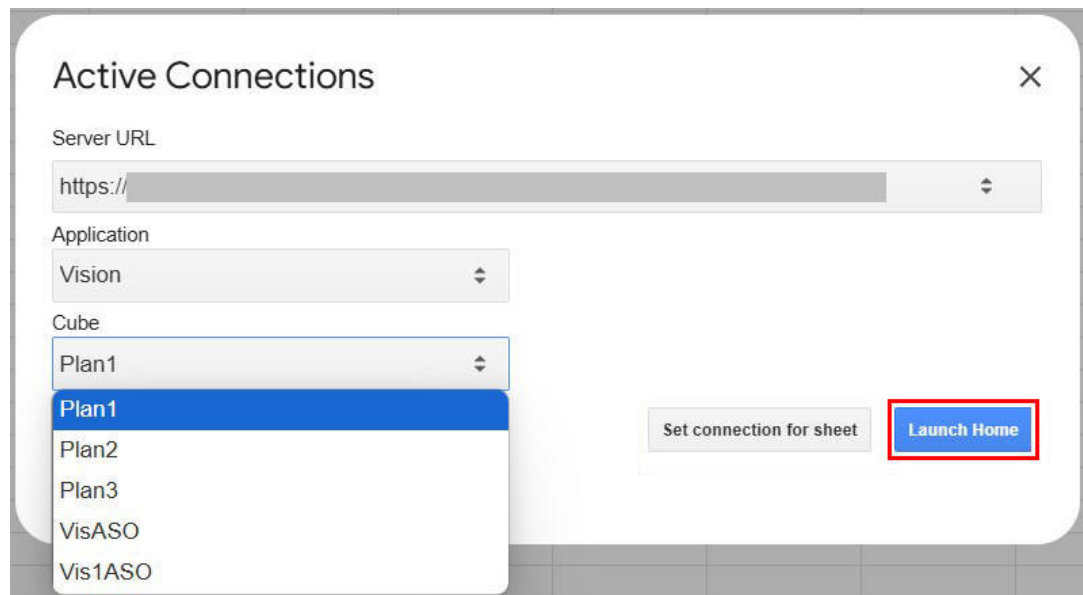 Active Connections
Server URL
https://
Application
Vision
Cube
Plan1
Plan1
Plan2
Plan3
VisASO
Vis1ASO
Set connection for sheet
Launch Home